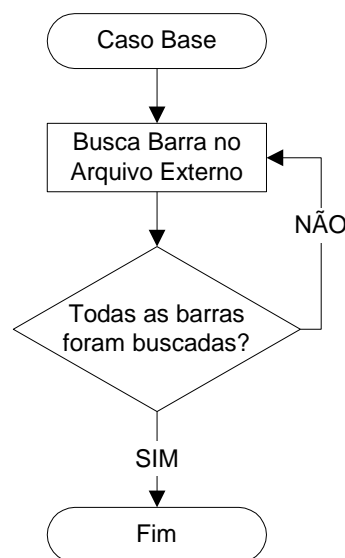 Caso Base
Busca Barra no
Arquivo Externo
NÃO
Todas as barras
foram buscadas?
SIM
Fim